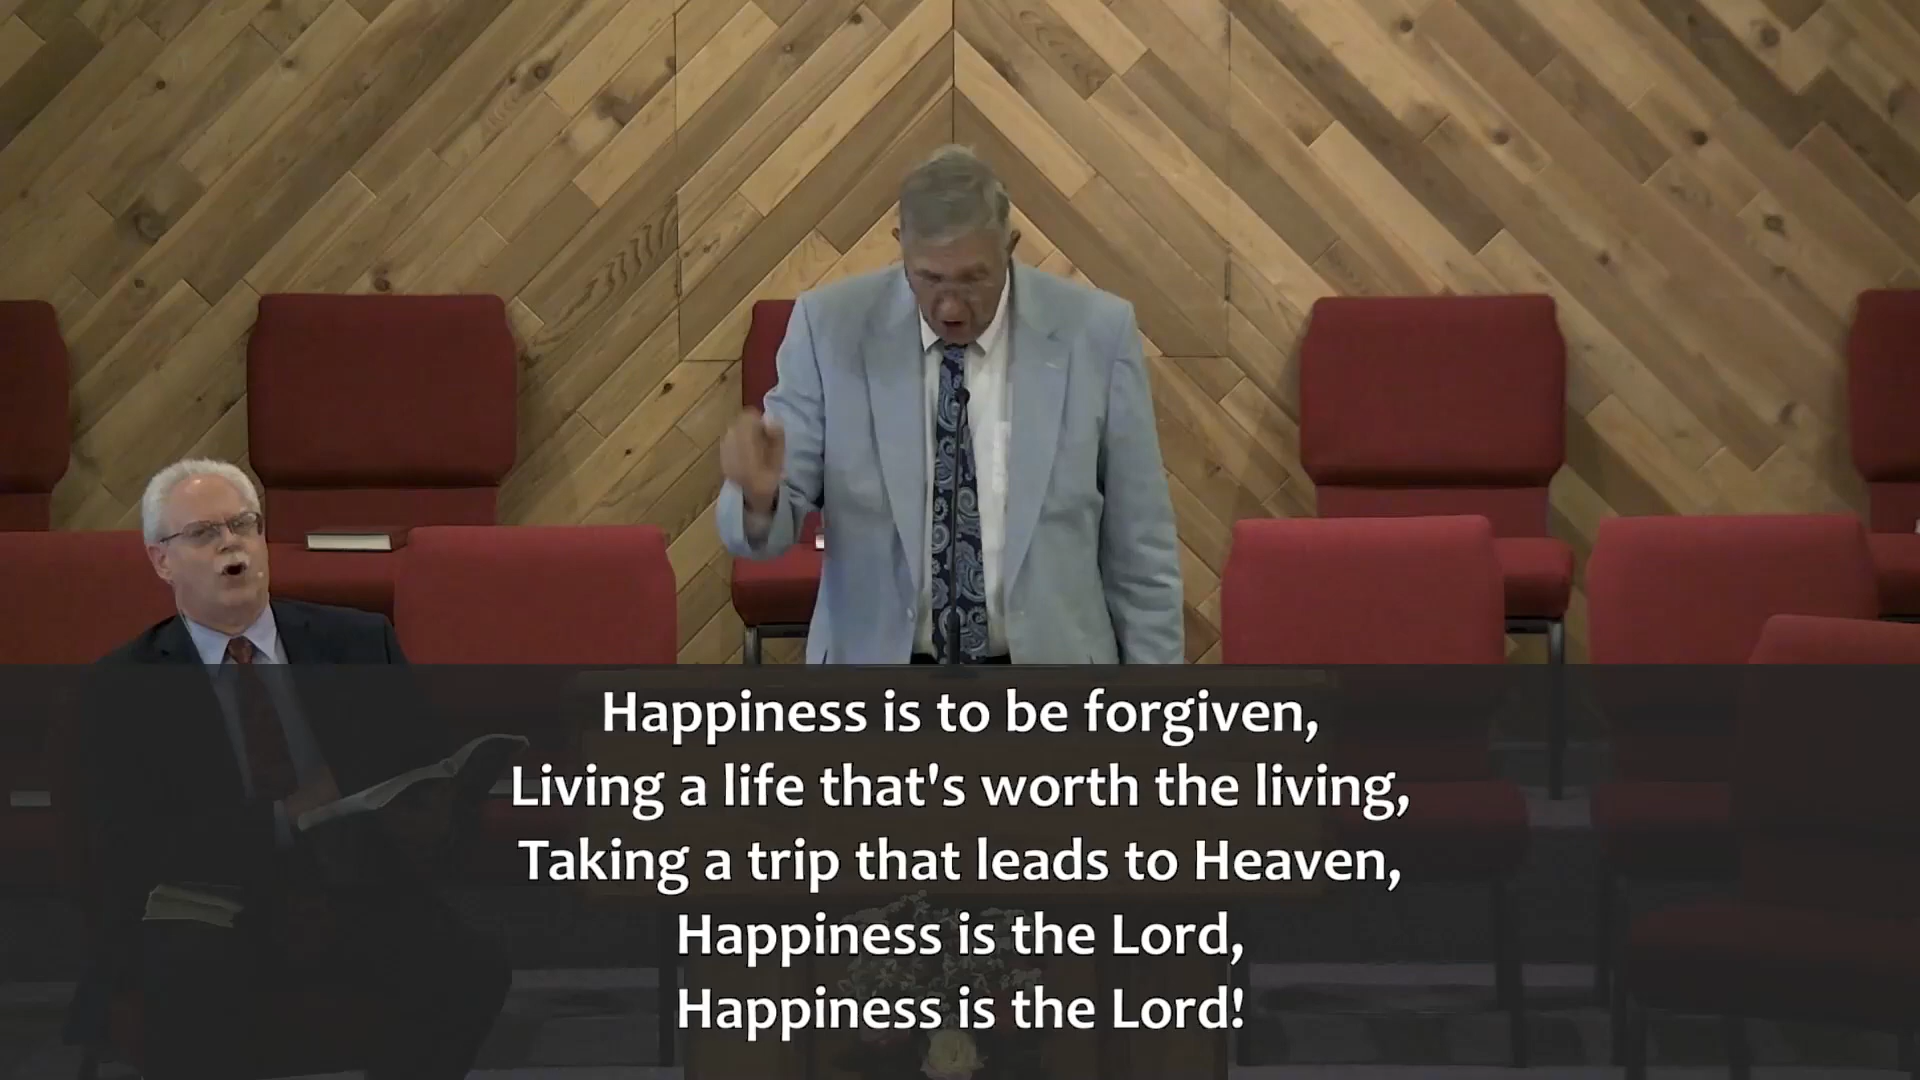 Happiness is to be forgiven,
Living a life that's worth the living,
Taking a trip that leads to Heaven,
Happiness is the Lord,
Happiness is the Lord!